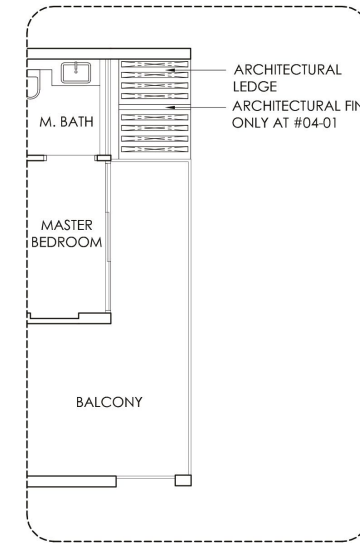 ARCHITECTURAL
LEDGE
ARCHITECTURAL FIN
ONLY AT #04-01
M. BATH
MASTER
BEDROOM
BALCONY